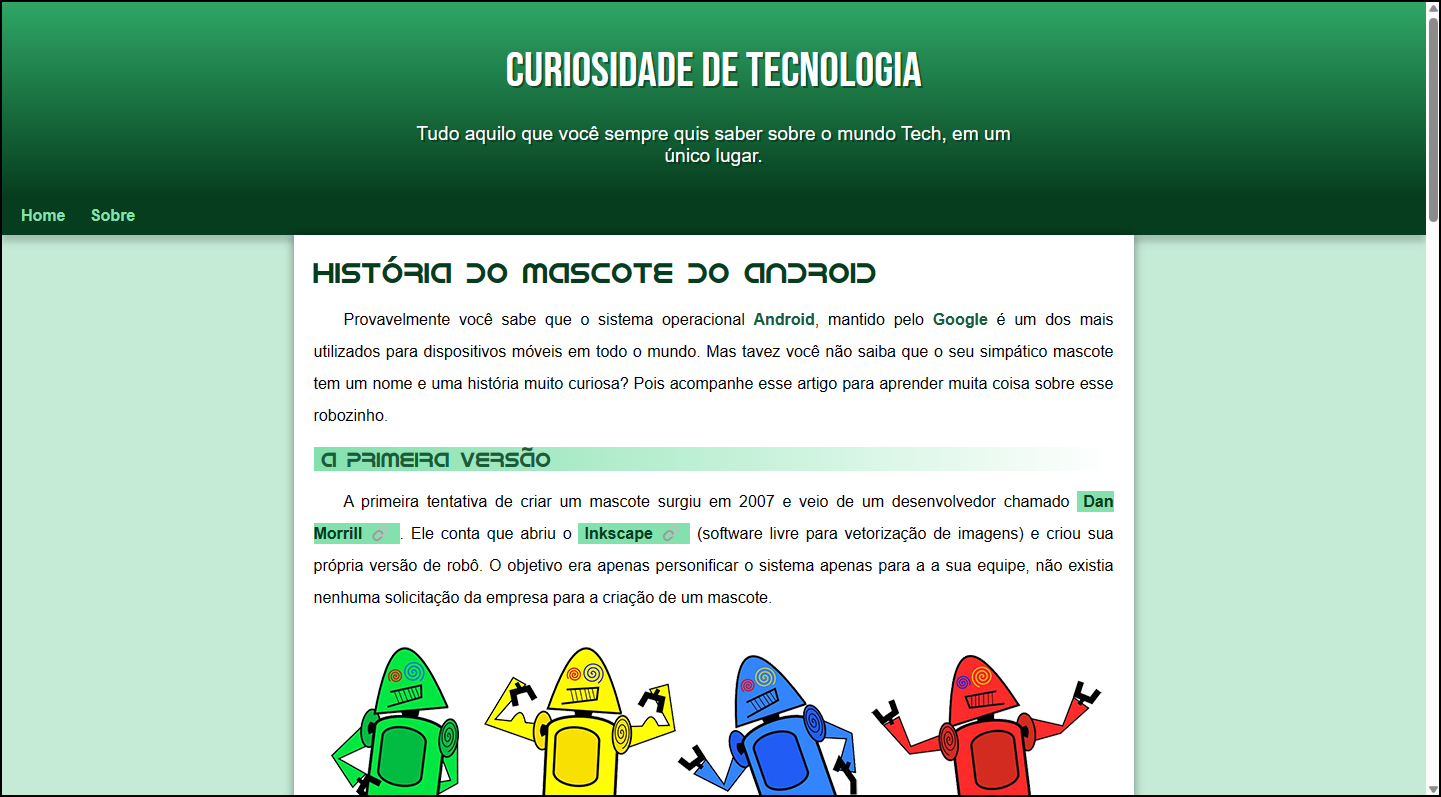 CURIOSIDADE DE TECNOLOGIA
Tudo aquilo que você sempre quis saber sobre o mundo Tech, em um
único lugar.
Home Sobre
HISTÓRIA DO MASCOTE DO ANDROID
Provavelmente você sabe que o sistema operacional Android, mantido pelo Google é um dos mais
utilizados para dispositivos móveis em todo o mundo. Mas tavez você não saiba que o seu simpático mascote
tem um nome e uma história muito curiosa? Pois acompanhe esse artigo para aprender muita coisa sobre esse
robozinho.
A PRIMEIRA VERSÃO
A primeira tentativa de criar um mascote surgiu em 2007 e veio de um desenvolvedor chamado Dan
Morrill . Ele conta que abriu o Inkscape (software livre para vetorização de imagens) e criou sua
própria versão de robô. O objetivo era apenas personificar o sistema apenas para a a sua equipe, não existia
nenhuma solicitação da empresa para a criação de um mascote.